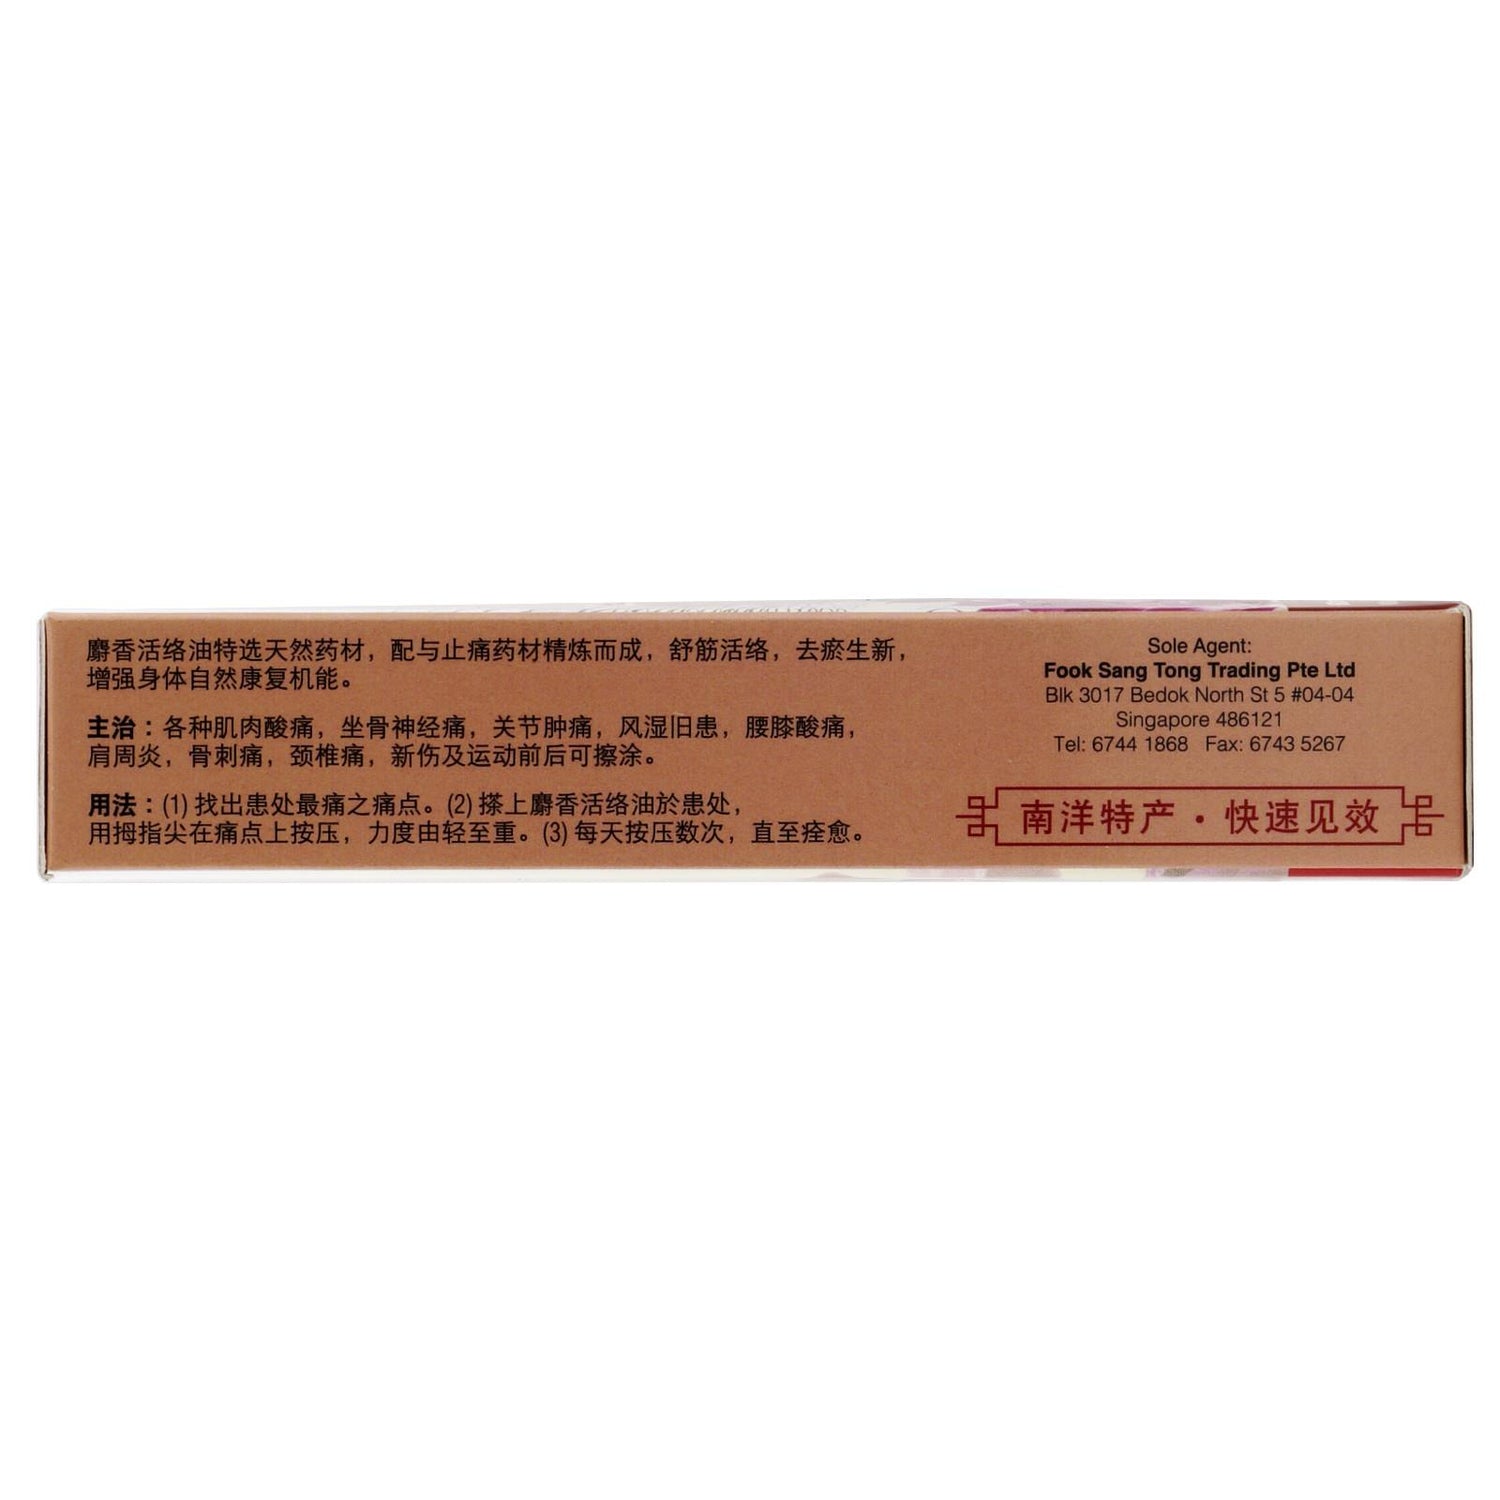 麝香活络油特选天然药材，配与止痛药材精炼而成，舒筋活络，去瘀生新，
增强身体自然康复机能。
主治：各种肌肉酸痛，坐骨神经痛，关节肿痛，风湿旧患，腰膝酸痛，
肩周炎，骨刺痛，颈椎痛，新伤及运动前后可擦涂。
用法：(1) 找出患处最痛之痛点。(2) 搽上麝香活络油於患处，
用拇指尖在痛点上按压，力度由轻至重。(3) 每天按压数次，直至痊愈。
Sole Agent:
Fook Sang Tong Trading Pte Ltd
Blk 3017 Bedok North St 5 #04-04
Singapore 486121
Tel: 6744 1868 Fax: 6743 5267
南洋特产·快速见效